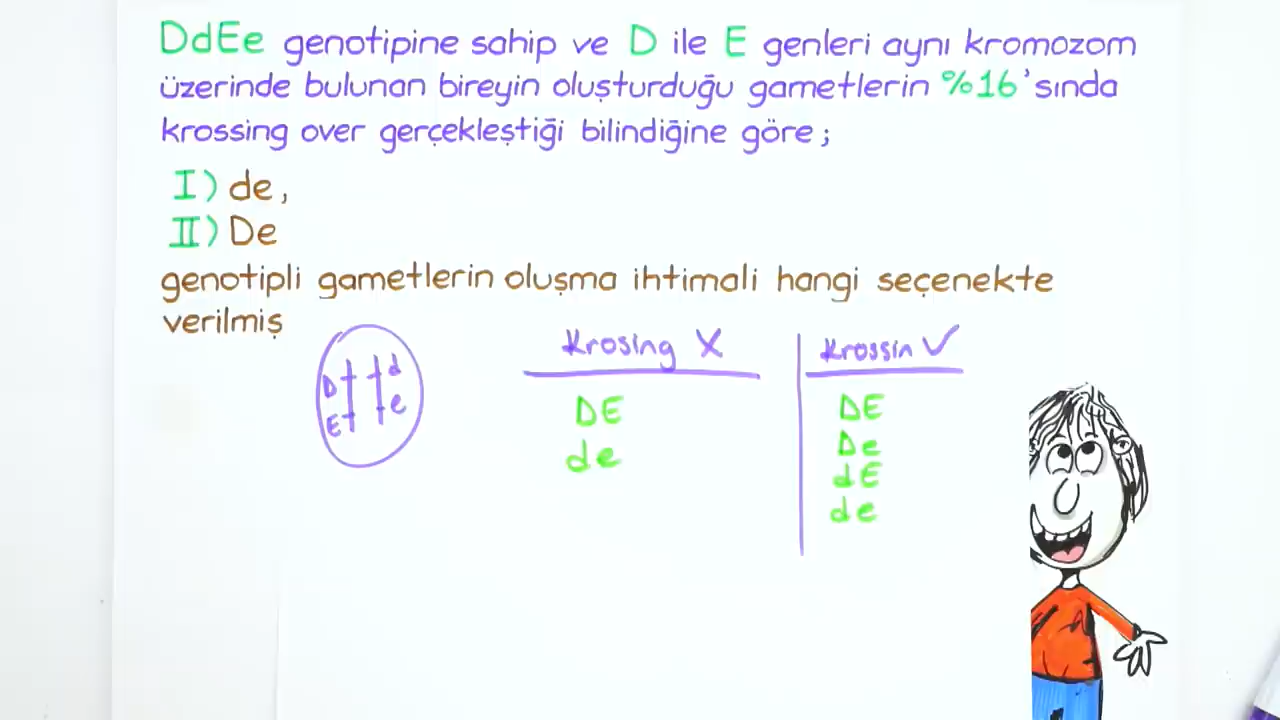 DdEe genotipine sahip ve D ile E genleri aynı kromozom
üzerinde bulunan bireyin oluşturduğu gametlerin %16'sında
krossing over gerçekleştiği bilindiğine göre;
I) de,
II) De
genotipli gametlerin oluşma ihtimali hangi seçenekte
verilmiş
Krosing X
Krossin ✓
D d
E e
DE
de
DE
De
dE
de